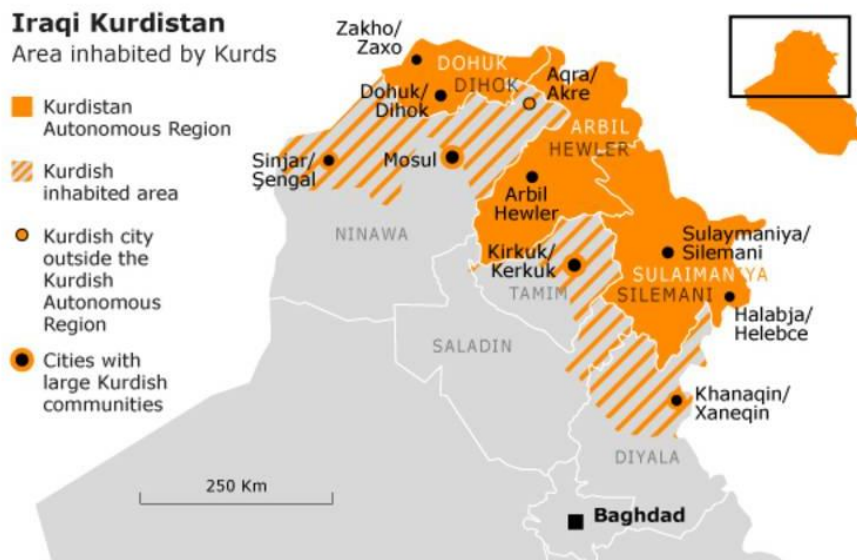 Iraqi Kurdistan
Area inhabited by Kurds
Kurdistan
Autonomous Region
Kurdish
inhabited area
Kurdish city
outside the
Kurdish
Autonomous
Region
Cities with
large Kurdish
communities
Zakho/
Zaxo
DOHUK
DIHOK
Dohuk/
Dihok
Aqra/
Akre
ARBIL
HEWLER
Sinjar/
Şengal
Mosul
Arbil
Hewler
NINAWA
Kirkuk/
Kerkuk
TAMIM
Sulaymaniya/
Silemani
SULAIMANIYA
SILEMANI
Halabja/
Helebce
SALADIN
Khanaqin/
Xaneqin
DIYALA
250 Km
Baghdad